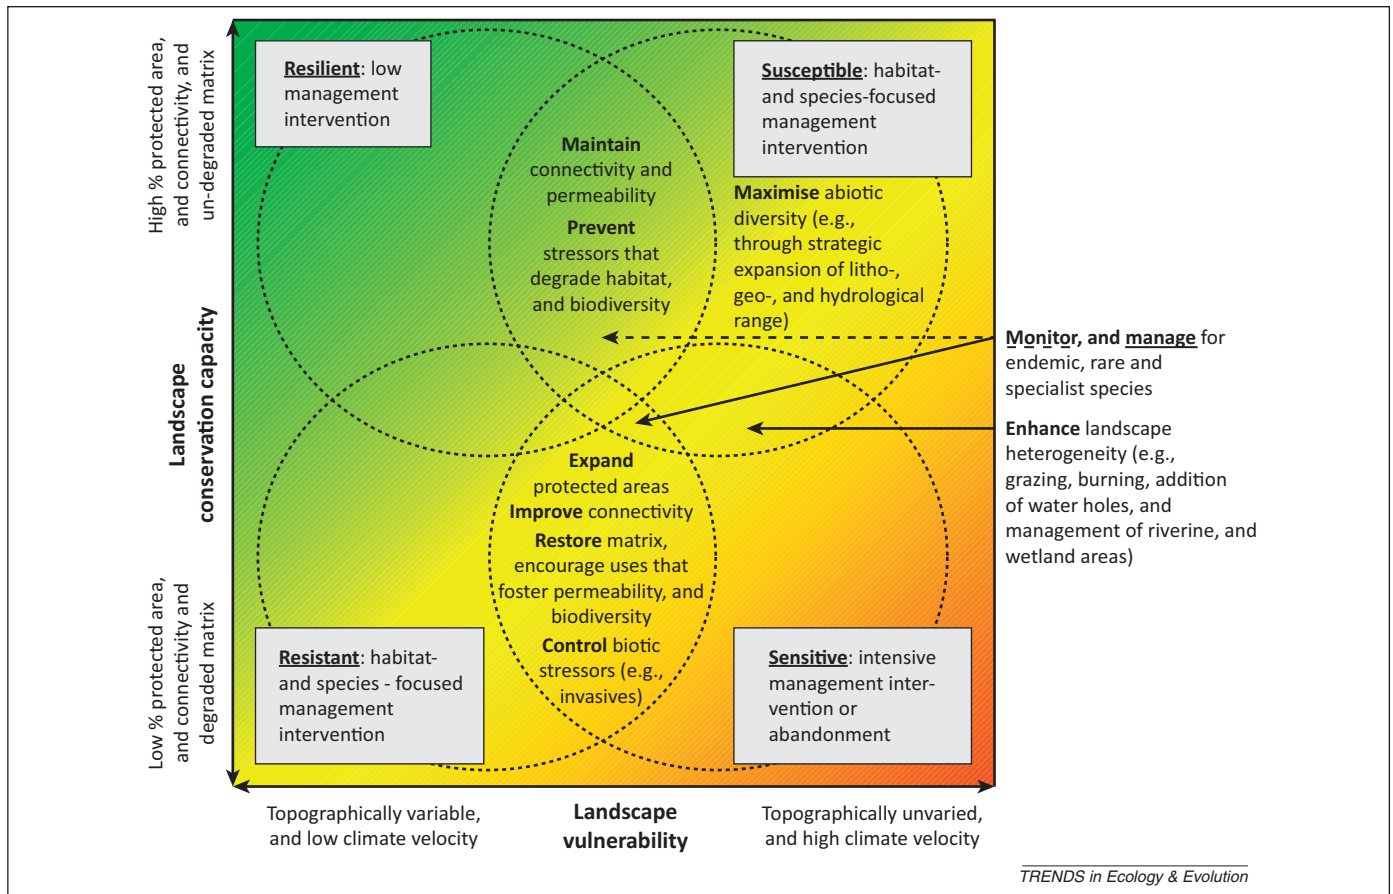 High % protected area,
and connectivity, and
un-degraded matrix
Landscape
conservation capacity
Low % protected area,
and connectivity and
degraded matrix
Resilient: low
management
intervention
Susceptible: habitat-
and species-focused
management
intervention
Maintain
connectivity and
permeability
Prevent
stressors that
degrade habitat,
and biodiversity
Maximise abiotic
diversity (e.g.,
through strategic
expansion of litho-,
geo-, and hydrological
range)
Monitor, and manage for
endemic, rare and
specialist species
Enhance landscape
heterogeneity (e.g.,
grazing, burning, addition
of water holes, and
management of riverine, and
wetland areas)
Expand
protected areas
Improve connectivity
Restore matrix,
encourage uses that
foster permeability, and
biodiversity
Control biotic
stressors (e.g.,
invasives)
Resistant: habitat-
and species - focused
management
intervention
Sensitive: intensive
management inter-
vention or
abandonment
Topographically variable,
and low climate velocity
Landscape
vulnerability
Topographically unvaried,
and high climate velocity
TRENDS in Ecology & Evolution